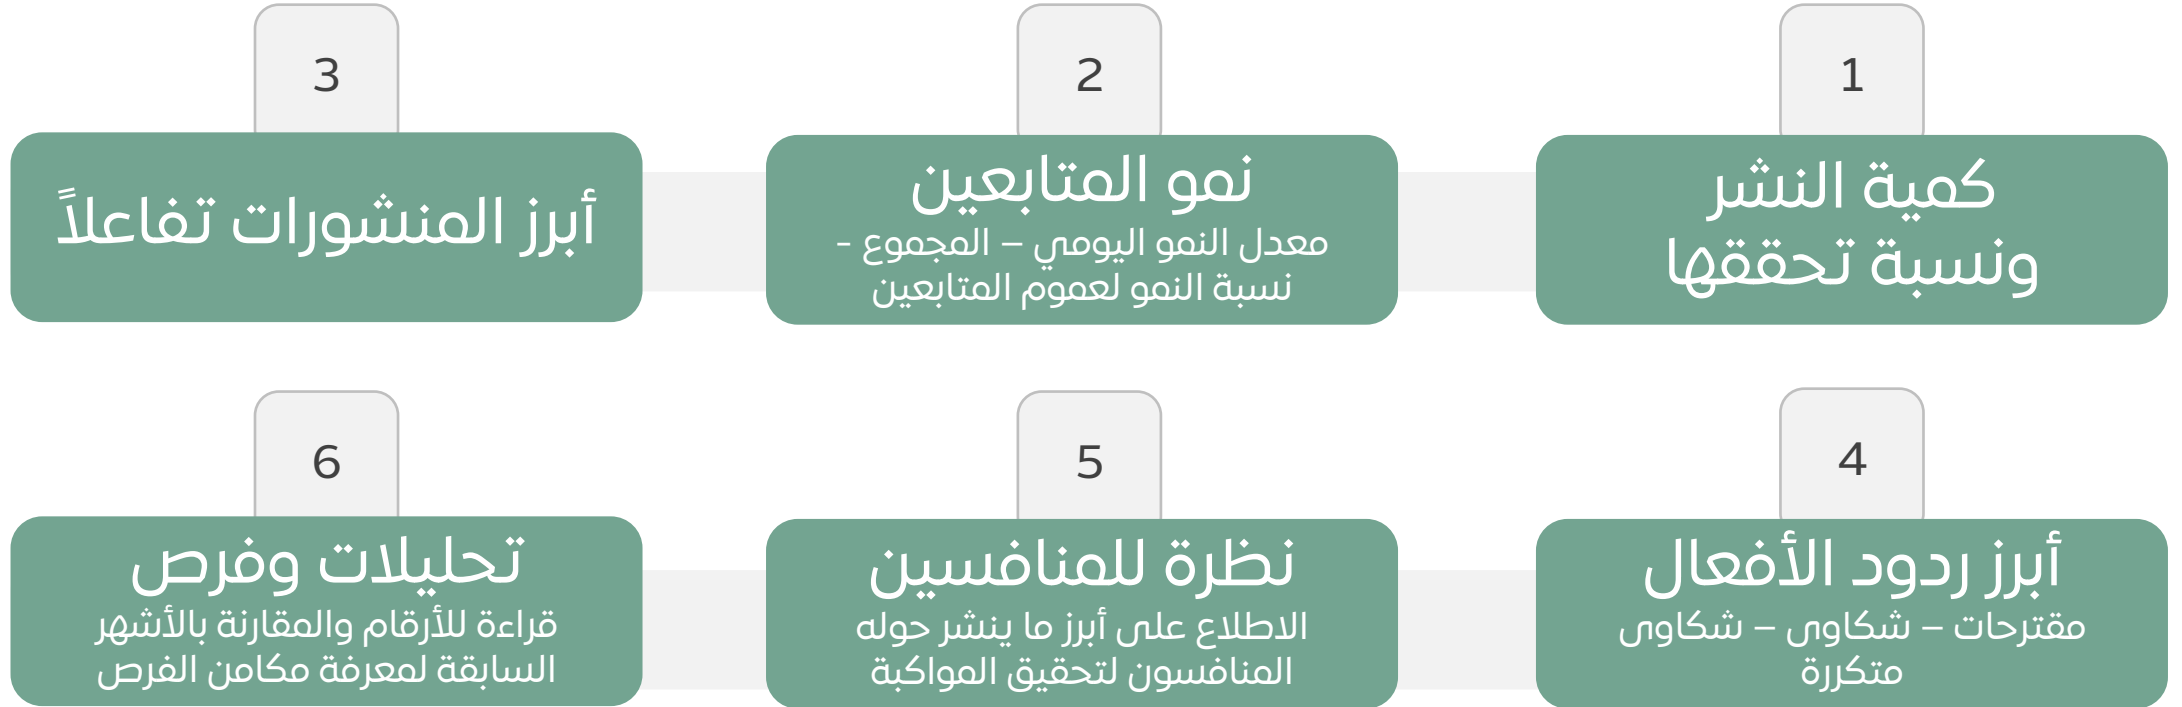 1
كمية النشر
ونسبة تحققها
2
نمو المتابعين
معدل النمو اليومي – المجموع -
نسبة النمو لعموم المتابعين
3
أبرز المنشورات تفاعلاً
4
أبرز ردود الأفعال
مقترحات – شكاوى – شكاوى
متكررة
5
نظرة للمنافسين
الاطلاع على أبرز ما ينشر حوله
المنافسون لتحقيق المواكبة
6
تحليلات وفرص
قراءة للأرقام والمقارنة بالأشهر
السابقة لمعرفة مكامن الفرص